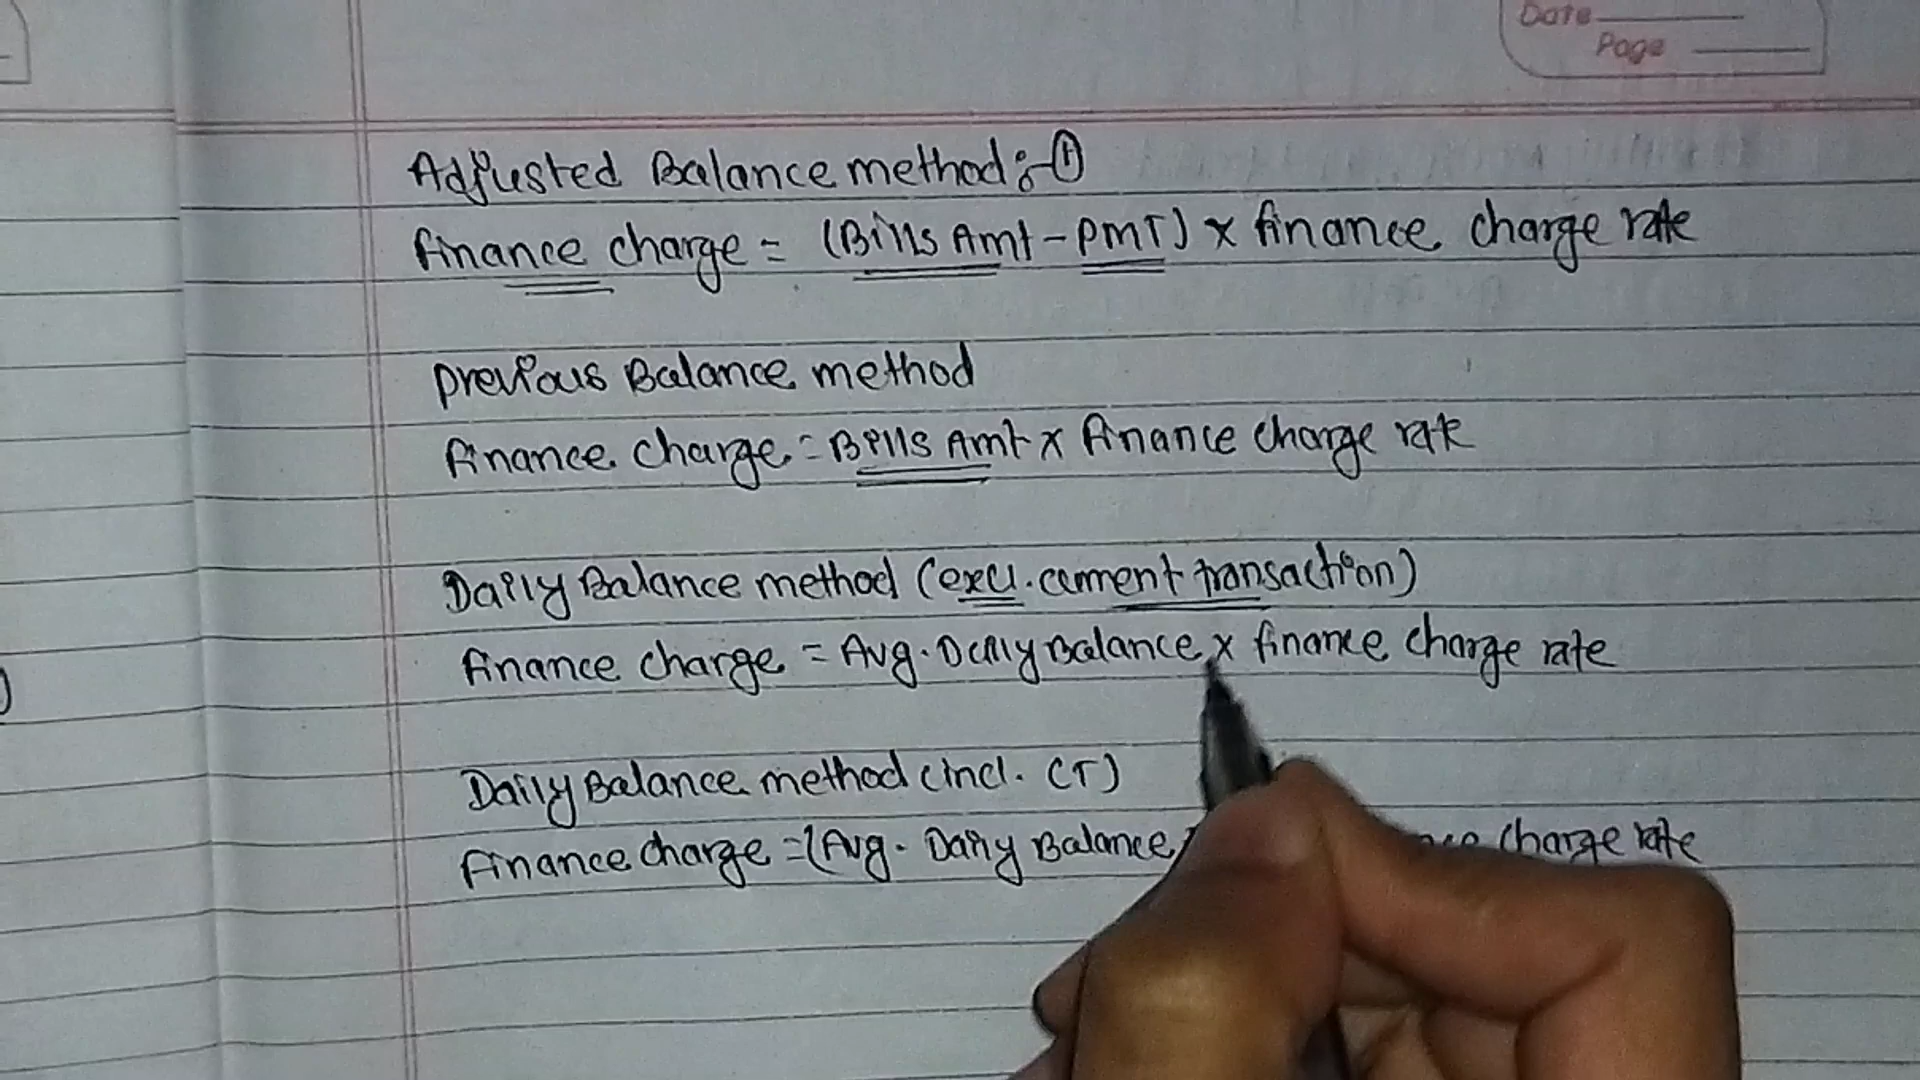 Date
Page
Adjusted Balance method:-①
finance charge = (Bills Amt - PMT) x finance charge rate
previous Balance method
finance charge = Bills Amt x finance charge rate
Daily Balance method (excl. current transaction)
finance charge = Avg. Daily Balance x finance charge rate
Daily Balance method (incl. CT)
finance charge = (Avg. Daily Balance charge rate